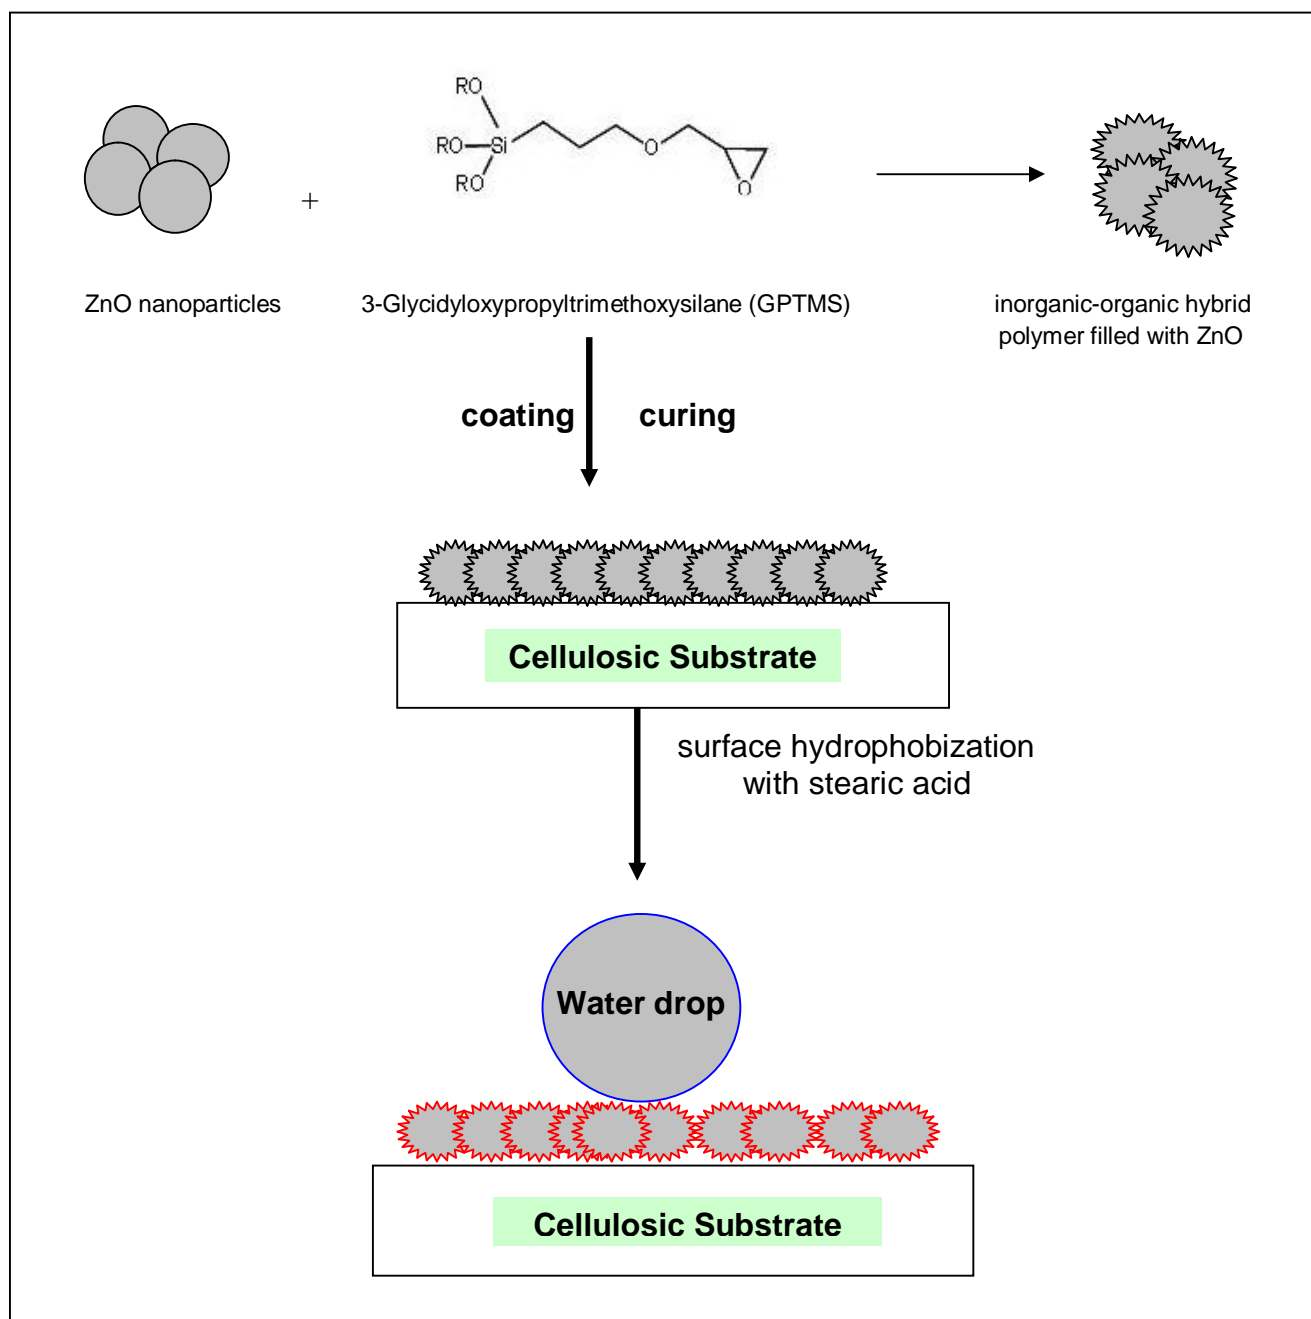 RO
RO
Si
RO
O
O
+
ZnO nanoparticles
3-Glycidyloxypropyltrimethoxysilane (GPTMS)
inorganic-organic hybrid
polymer filled with ZnO
coating curing
Cellulosic Substrate
surface hydrophobization
with stearic acid
Water drop
Cellulosic Substrate